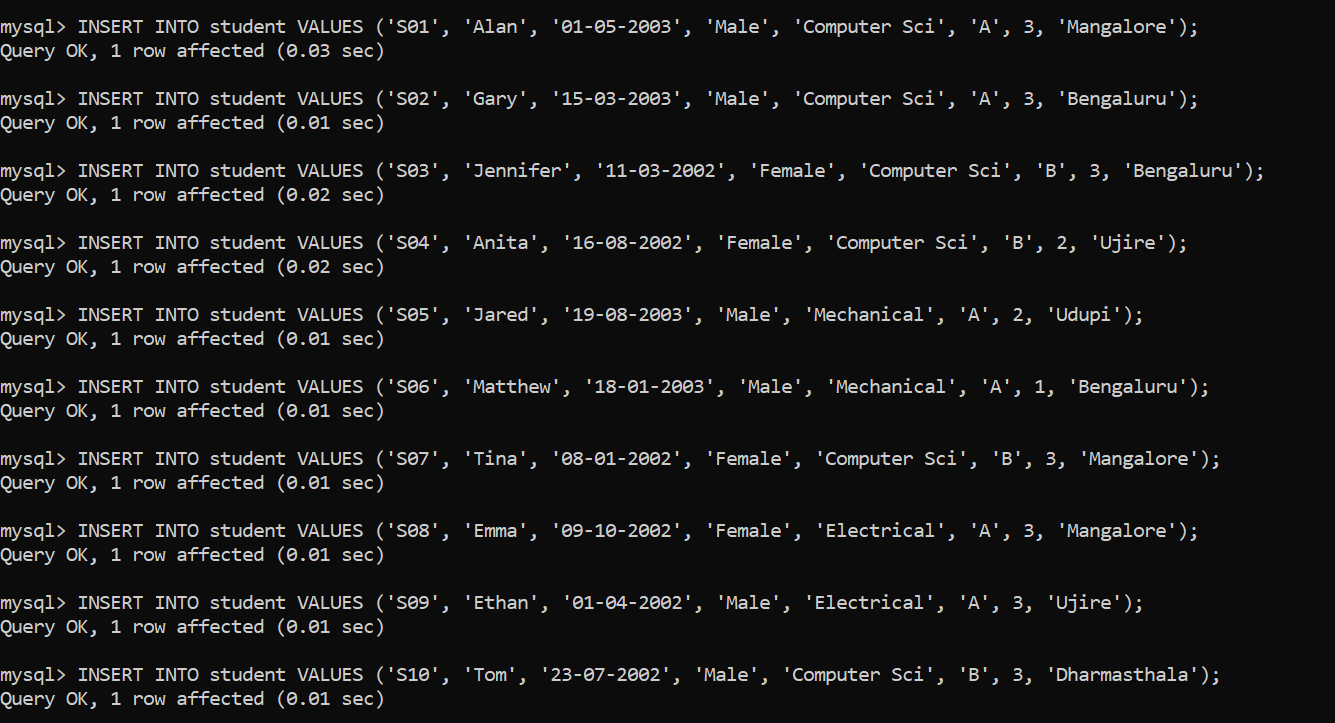 mysql> INSERT INTO student VALUES ('S01', 'Alan', '01-05-2003', 'Male', 'Computer Sci', 'A', 3, 'Mangalore');
Query OK, 1 row affected (0.03 sec)
mysql> INSERT INTO student VALUES ('S02', 'Gary', '15-03-2003', 'Male', 'Computer Sci', 'A', 3, 'Bengaluru');
Query OK, 1 row affected (0.01 sec)
mysql> INSERT INTO student VALUES ('S03', 'Jennifer', '11-03-2002', 'Female', 'Computer Sci', 'B', 3, 'Bengaluru');
Query OK, 1 row affected (0.02 sec)
mysql> INSERT INTO student VALUES ('S04', 'Anita', '16-08-2002', 'Female', 'Computer Sci', 'B', 2, 'Ujire');
Query OK, 1 row affected (0.02 sec)
mysql> INSERT INTO student VALUES ('S05', 'Jared', '19-08-2003', 'Male', 'Mechanical', 'A', 2, 'Udupi');
Query OK, 1 row affected (0.01 sec)
mysql> INSERT INTO student VALUES ('S06', 'Matthew', '18-01-2003', 'Male', 'Mechanical', 'A', 1, 'Bengaluru');
Query OK, 1 row affected (0.01 sec)
mysql> INSERT INTO student VALUES ('S07', 'Tina', '08-01-2002', 'Female', 'Computer Sci', 'B', 3, 'Mangalore');
Query OK, 1 row affected (0.01 sec)
mysql> INSERT INTO student VALUES ('S08', 'Emma', '09-10-2002', 'Female', 'Electrical', 'A', 3, 'Mangalore');
Query OK, 1 row affected (0.01 sec)
mysql> INSERT INTO student VALUES ('S09', 'Ethan', '01-04-2002', 'Male', 'Electrical', 'A', 3, 'Ujire');
Query OK, 1 row affected (0.01 sec)
mysql> INSERT INTO student VALUES ('S10', 'Tom', '23-07-2002', 'Male', 'Computer Sci', 'B', 3, 'Dharmasthala');
Query OK, 1 row affected (0.01 sec)